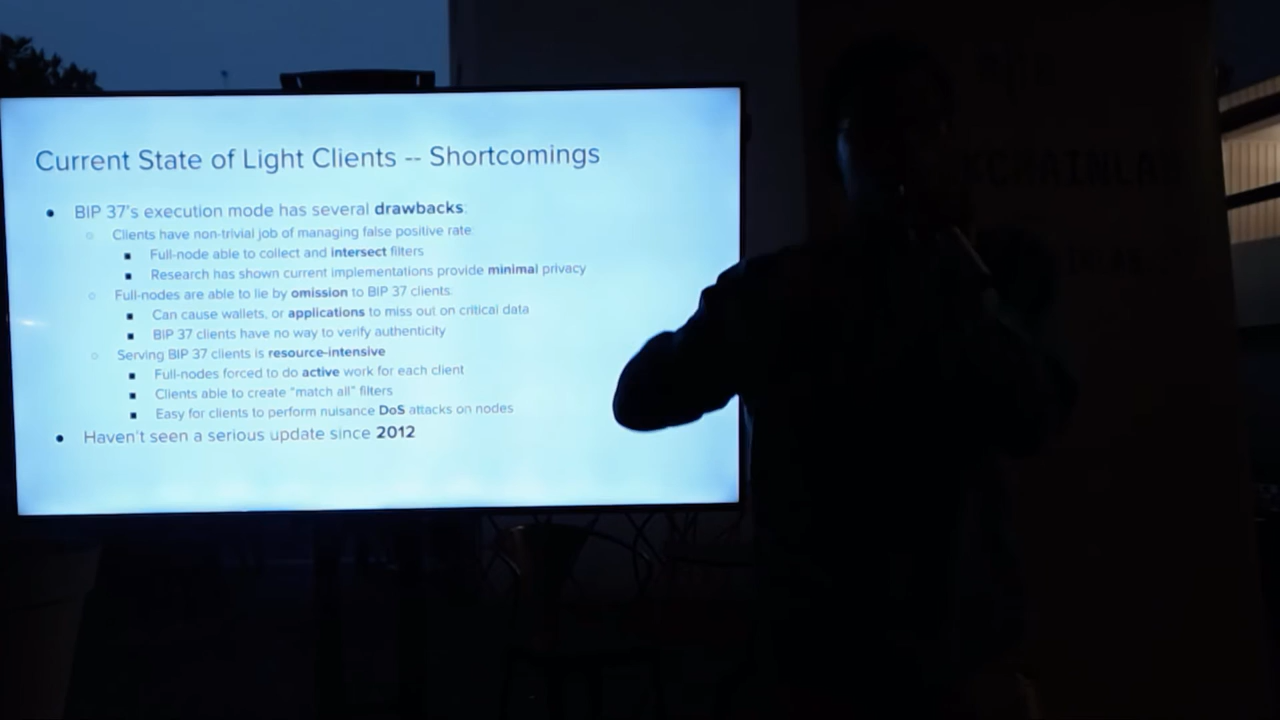 Current State of Light Clients -- Shortcomings
● BIP 37's execution mode has several drawbacks:
○ Clients have non-trivial job of managing false positive rate:
■ Full-node able to collect and intersect filters
■ Research has shown current implementations provide minimal privacy
○ Full-nodes are able to lie by omission to BIP 37 clients:
■ Can cause wallets, or applications to miss out on critical data
■ BIP 37 clients have no way to verify authenticity
○ Serving BIP 37 clients is resource-intensive
■ Full-nodes forced to do active work for each client
■ Clients able to create "match all" filters
■ Easy for clients to perform nuisance DoS attacks on nodes
● Haven't seen a serious update since 2012